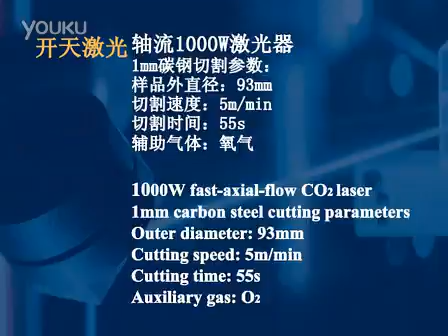 YOUKU
开天激光
轴流1000W激光器
1mm碳钢切割参数：
样品外直径：93mm
切割速度：5m/min
切割时间：55s
辅助气体：氧气
1000W fast-axial-flow CO2 laser
1mm carbon steel cutting parameters
Outer diameter: 93mm
Cutting speed: 5m/min
Cutting time: 55s
Auxiliary gas: O2